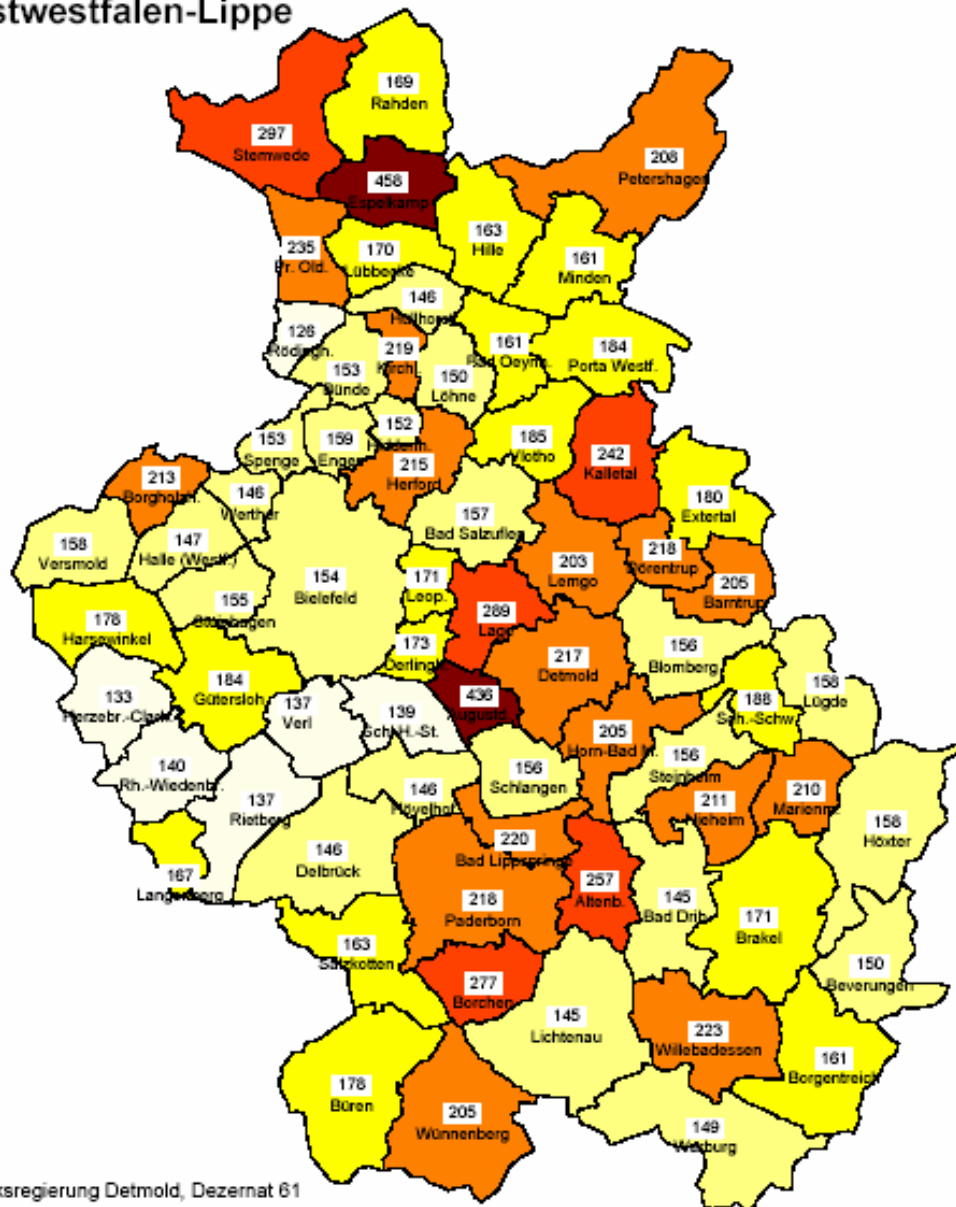 stwestfalen-Lippe
169
Rahden
297
Stemwede
208
Petershagen
458
Espelkamp
163
Hille
235
Pr. Old.
170
Lübbecke
161
Minden
146
Hüllhorst
126
Rödingh.
219
Kirchl.
161
Bad Oeynh.
184
Porta Westf.
153
Bünde
150
Löhne
152
Hiddenh.
185
Vlotho
153
Spenge
159
Enger
242
Kalletal
215
Herford
213
Borgholzh.
146
Werther
180
Extertal
157
Bad Salzuflen
158
Versmold
147
Halle (Westf.)
203
Lemgo
218
Dörentrup
154
Bielefeld
171
Leop.
205
Barntrup
155
Steinhagen
289
Lage
178
Harsewinkel
173
Oerlingh.
217
Detmold
156
Blomberg
184
Gütersloh
133
Herzebr.-Clarh.
137
Verl
139
Schl.H.-St.
436
Augustd.
188
Sch.-Schw.
158
Lügde
205
Horn-Bad M.
156
Steinheim
140
Rh.-Wiedenbr.
156
Schlangen
137
Rietberg
146
Hövelhof
211
Nieheim
210
Marienm.
158
Höxter
220
Bad Lippspringe
146
Delbrück
167
Langenberg
218
Paderborn
257
Altenb.
145
Bad Drib.
171
Brakel
163
Salzkotten
150
Beverungen
277
Borchen
145
Lichtenau
223
Willebadessen
161
Borgentreich
178
Büren
205
Wünnenberg
149
Warburg
ksregierung Detmold, Dezernat 61